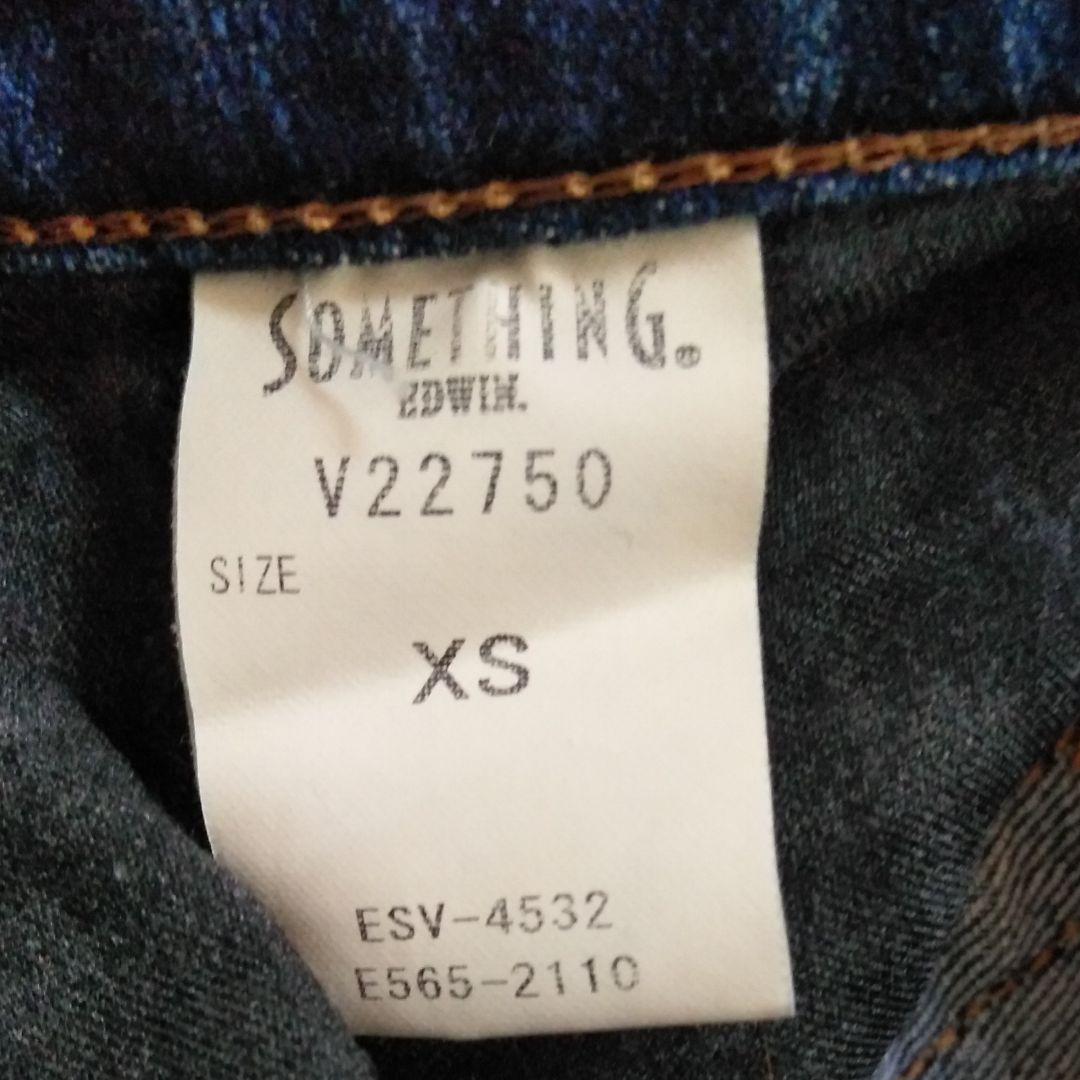 SOMETHING®
EDWIN.
V22750
SIZE
XS
ESV-4532
E565-2110